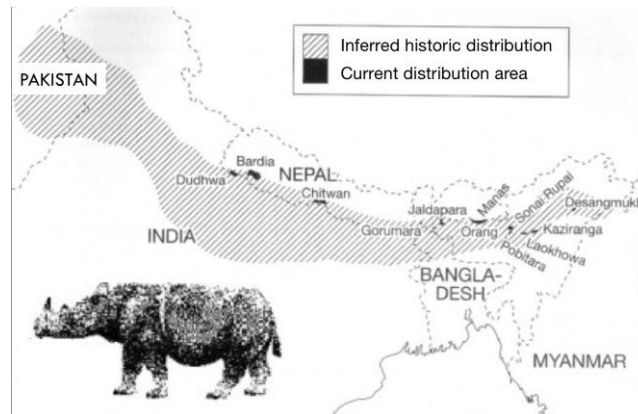 Inferred historic distribution
Current distribution area
PAKISTAN
Bardia
NEPAL
Dudhwa
Chitwan
Jaldapara
Manas
Sonai Rupai
Desangmukh
Gorumara
Orang
Kaziranga
INDIA
Pobitara
Laokhowa
BANGLA-
DESH
MYANMAR